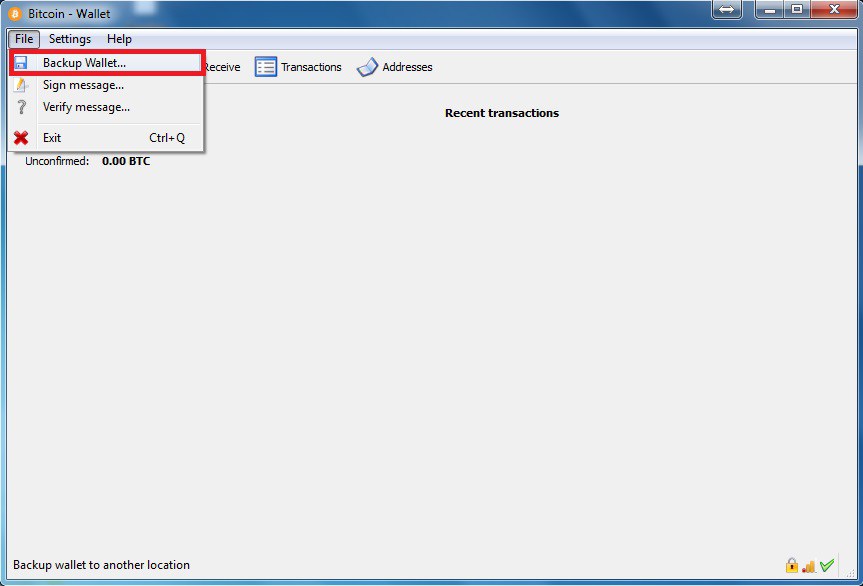 Bitcoin - Wallet
File Settings Help
Backup Wallet...
Receive Transactions Addresses
Sign message...
Verify message...
Recent transactions
Exit Ctrl+Q
Unconfirmed: 0.00 BTC
Backup wallet to another location